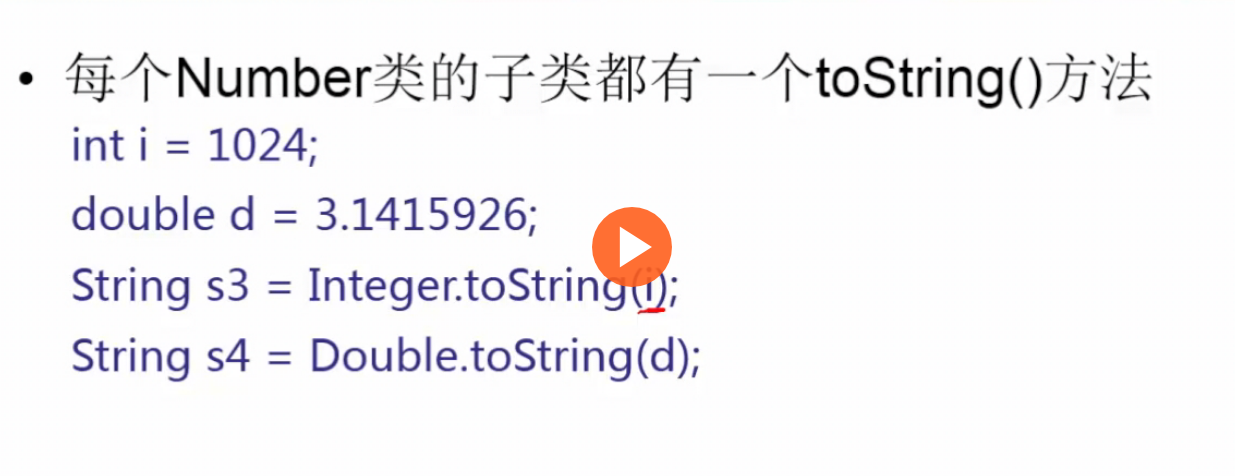 • 每个Number类的子类都有一个toString()方法
int i = 1024;
double d = 3.1415926;
String s3 = Integer.toString(i);
String s4 = Double.toString(d);